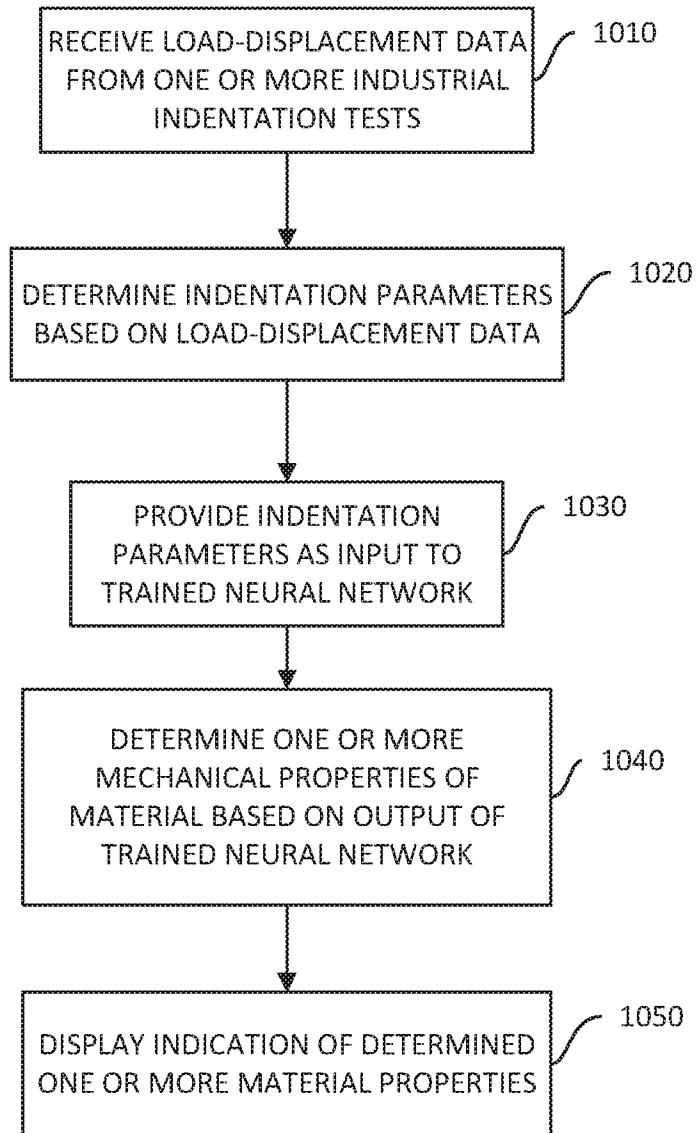 RECEIVE LOAD-DISPLACEMENT DATA
FROM ONE OR MORE INDUSTRIAL
INDENTATION TESTS
1010
DETERMINE INDENTATION PARAMETERS
BASED ON LOAD-DISPLACEMENT DATA
1020
PROVIDE INDENTATION
PARAMETERS AS INPUT TO
TRAINED NEURAL NETWORK
1030
DETERMINE ONE OR MORE
MECHANICAL PROPERTIES OF
MATERIAL BASED ON OUTPUT OF
TRAINED NEURAL NETWORK
1040
DISPLAY INDICATION OF DETERMINED
ONE OR MORE MATERIAL PROPERTIES
1050